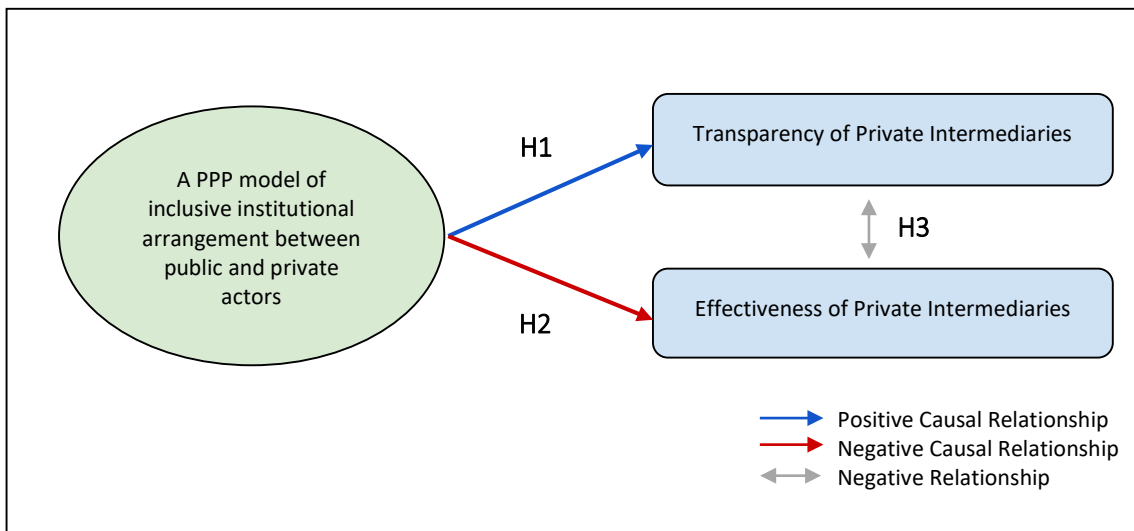 A PPP model of
inclusive institutional
arrangement between
public and private
actors
H1
Transparency of Private Intermediaries
H3
H2
Effectiveness of Private Intermediaries
Positive Causal Relationship
Negative Causal Relationship
Negative Relationship